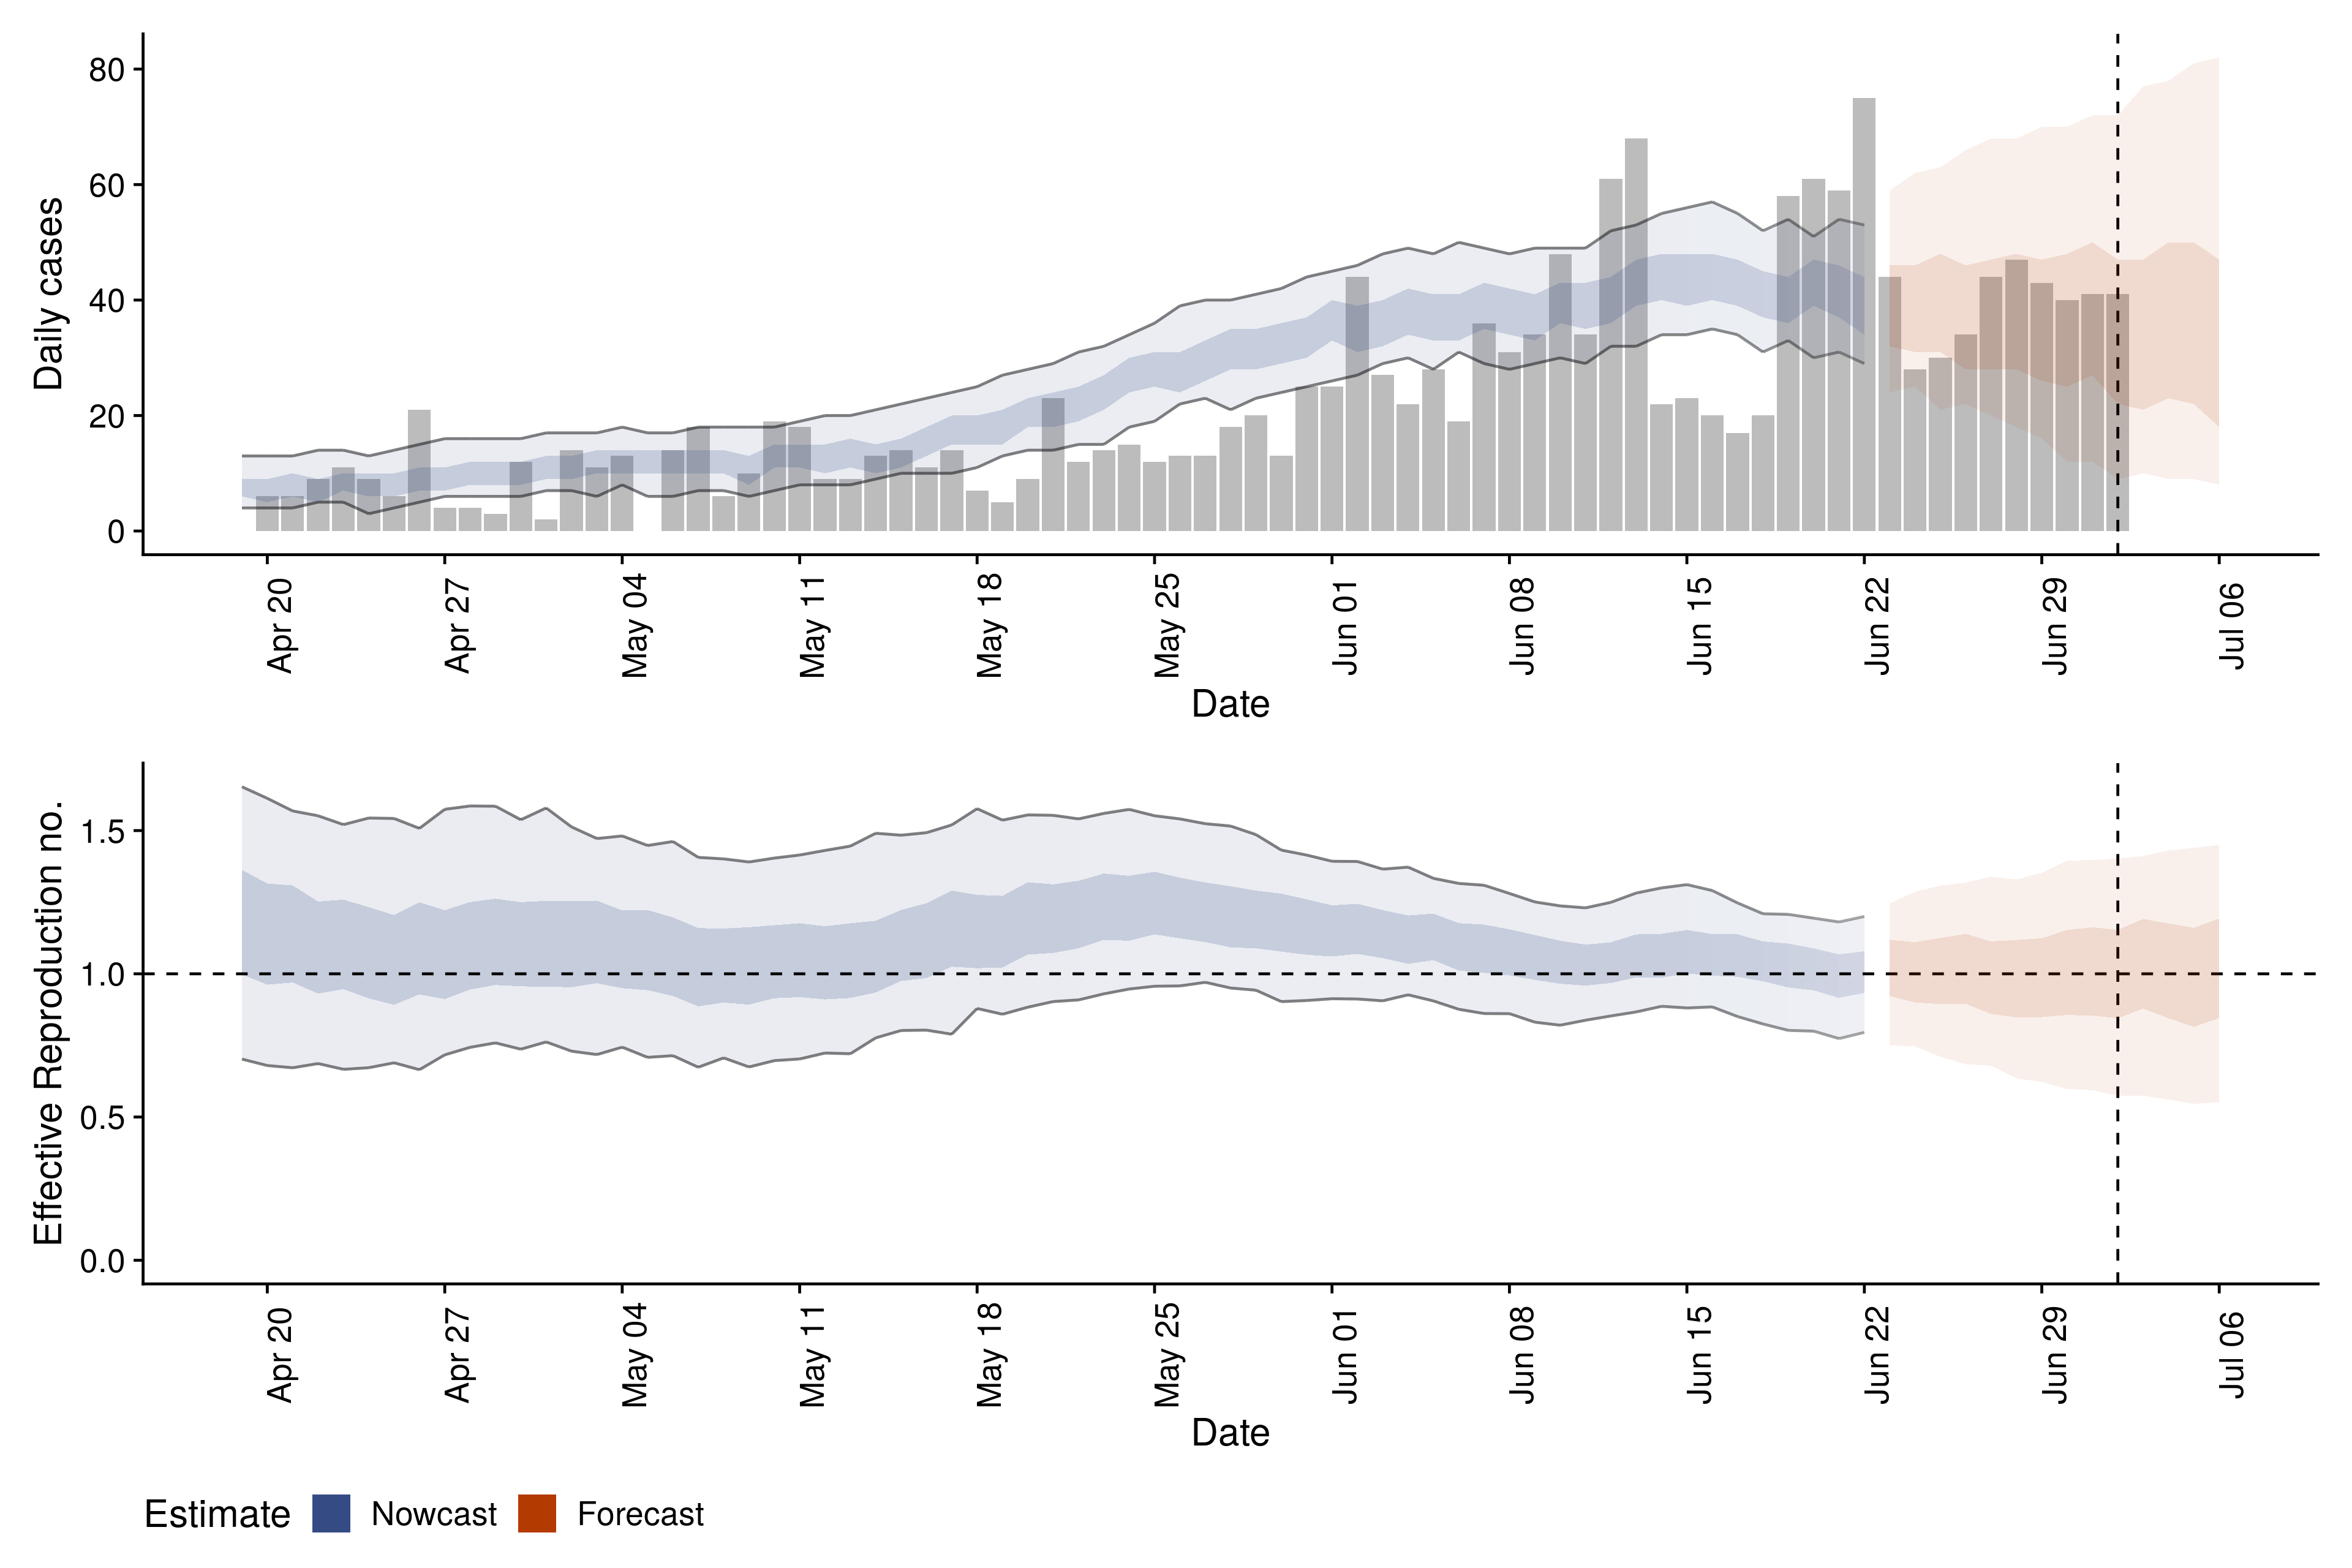 80
60
40
20
0
Daily cases
Apr 20 Apr 27 May 04 May 11 May 18 May 25 Jun 01 Jun 08 Jun 15 Jun 22 Jun 29 Jul 06
Date
1.5
1.0
0.5
0.0
Effective Reproduction no.
Apr 20 Apr 27 May 04 May 11 May 18 May 25 Jun 01 Jun 08 Jun 15 Jun 22 Jun 29 Jul 06
Date
Estimate Nowcast Forecast